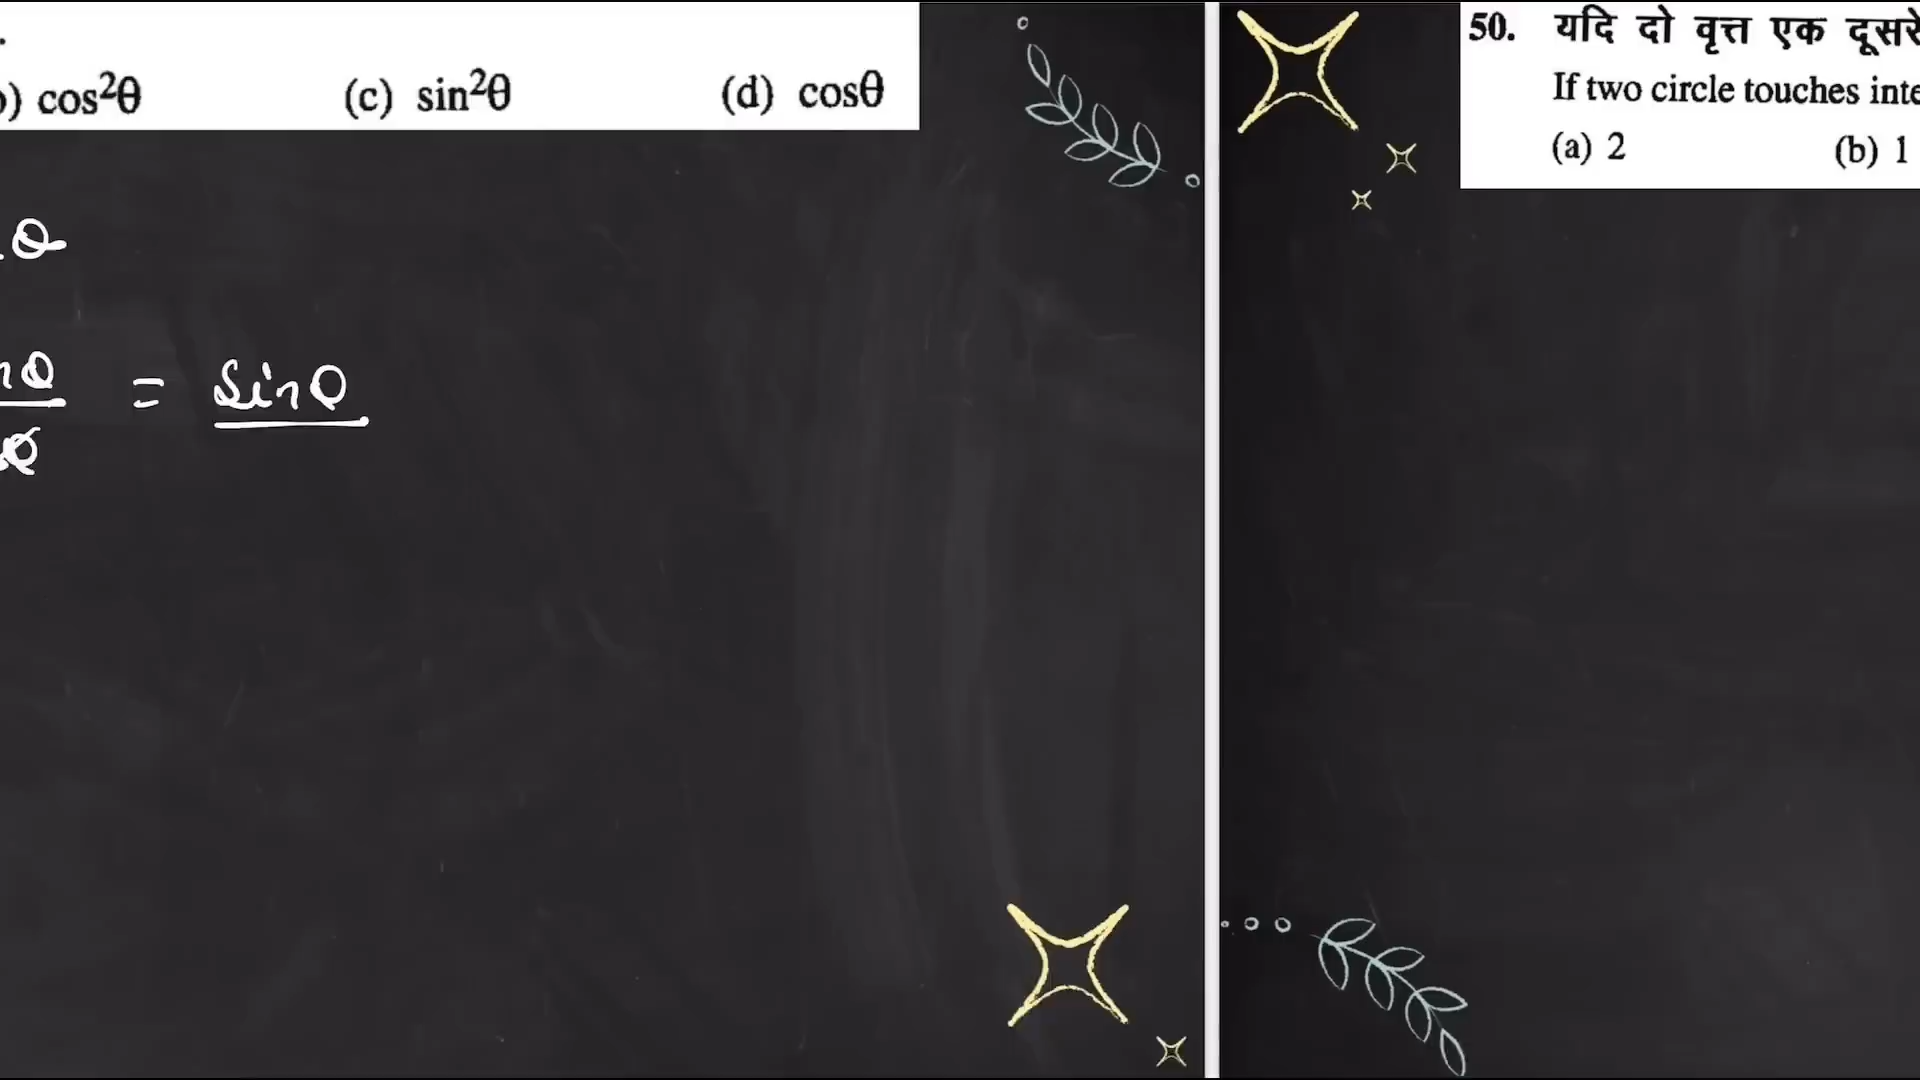 cos²θ (c) sin²θ (d) cosθ
θ
θ = sinθ
θ
50. यदि दो वृत्त एक दूसरे
If two circle touches inte
(a) 2 (b) 1